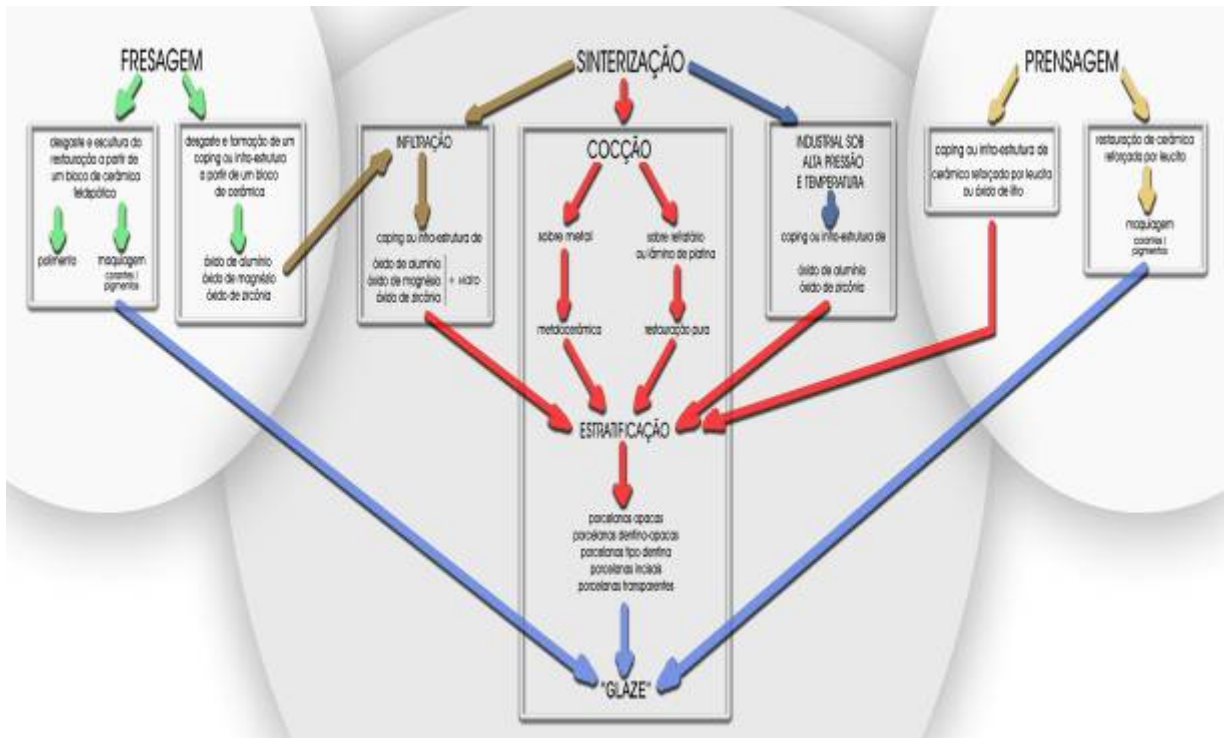 FRESAGEM
desgaste e escultura da
restauração a partir de
um bloco de cerâmica
feldspática
polimento
maquiagem
corantes /
pigmentos
desgaste e formação de um
coping ou infra-estrutura
a partir de um bloco
de cerâmica
óxido de alumínio
óxido de magnésio
óxido de zircônia
SINTERIZAÇÃO
INFILTRAÇÃO
coping ou infra-estrutura de
óxido de alumínio
óxido de magnésio
óxido de zircônia
+ vidro
COCÇÃO
sobre metal
sobre refratário
ou lâmina de platina
metalocerâmica
restauração pura
ESTRATIFICAÇÃO
porcelanas opacas
porcelanas dentino-opacas
porcelanas tipo dentina
porcelanas incisais
porcelanas transparentes
"GLAZE"
INDUSTRIAL SOB
ALTA PRESSÃO
E TEMPERATURA
coping ou infra-estrutura de
óxido de alumínio
óxido de zircônia
PRENSAGEM
coping ou infra-estrutura de
cerâmica reforçada por leucita
ou óxido de lítio
restauração de cerâmica
reforçada por leucita
maquiagem
corantes /
pigmentos